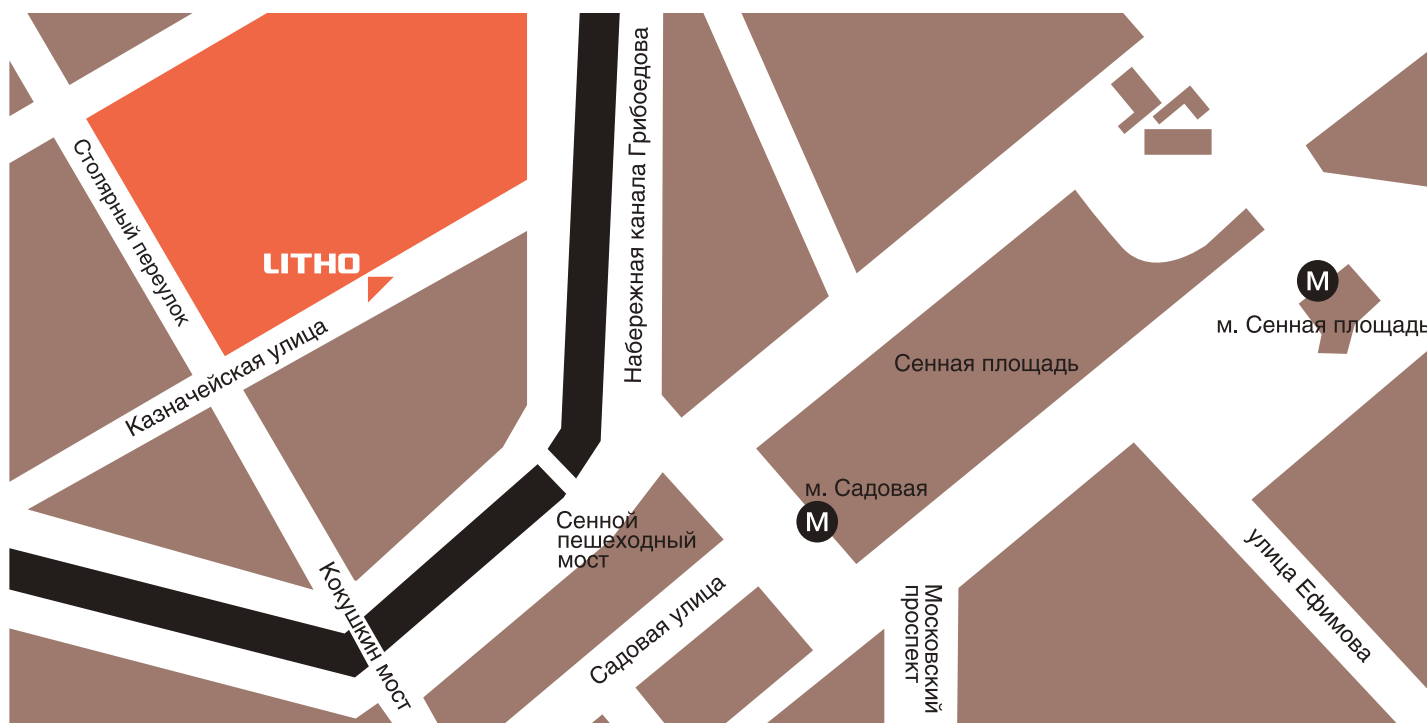 Столярный переулок
LITHO
Казначейская улица
Набережная канала Грибоедова
м. Сенная площадь
M
Сенная площадь
м. Садовая
M
Сенной
пешеходный
мост
Кокушкин мост
Садовая улица
Московский
проспект
улица Ефимова